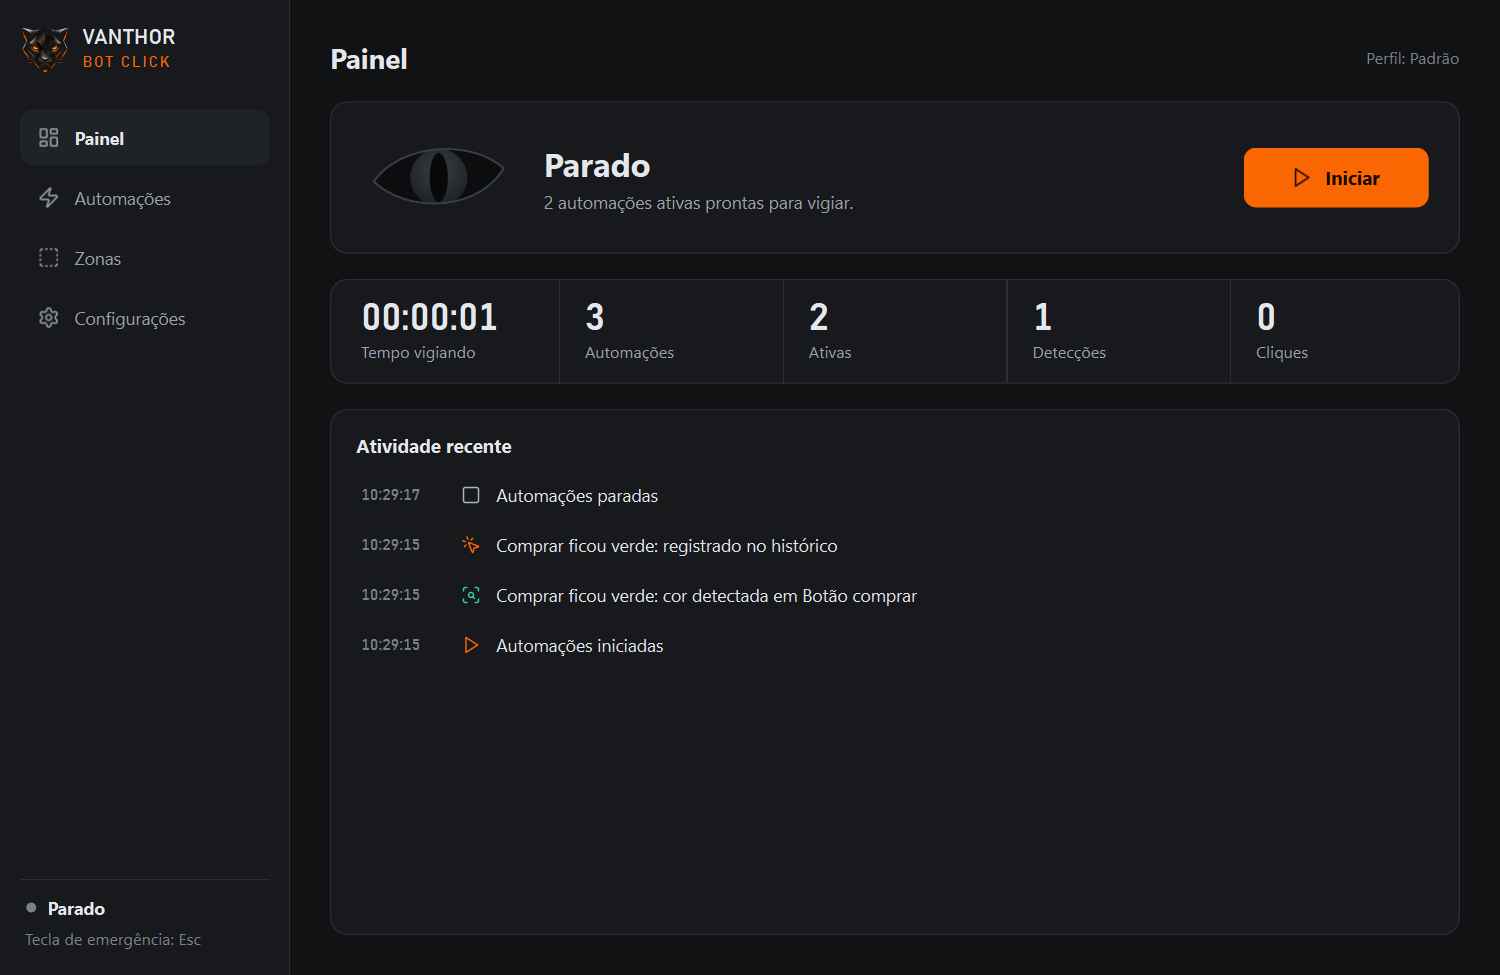 VANTHOR
BOT CLICK
Painel
Automações
Zonas
Configurações
Parado
Tecla de emergência: Esc
Painel
Perfil: Padrão
Parado
2 automações ativas prontas para vigiar.
Iniciar
00:00:01
Tempo vigiando
3
Automações
2
Ativas
1
Detecções
0
Cliques
Atividade recente
10:29:17 Automações paradas
10:29:15 Comprar ficou verde: registrado no histórico
10:29:15 Comprar ficou verde: cor detectada em Botão comprar
10:29:15 Automações iniciadas